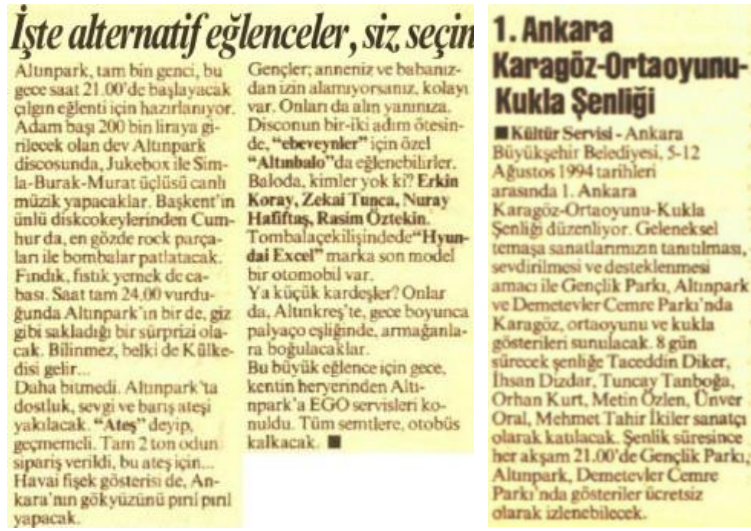 İşte alternatif eğlenceler, siz seçin
Altınpark, tam bin genci, bu
gece saat 21.00'de başlayacak
çılgın eğlenti için hazırlanıyor.
Adam başı 200 bin liraya gi-
rilecek olan dev Altınpark
discosunda, Jukebox ile Sim-
la-Burak-Murat üçlüsü canlı
müzik yapacaklar. Başkent'in
ünlü diskcokeylerinden Cum-
hur da, en gözde rock parça-
ları ile bombalar patlatacak.
Fındık, fıstık yemek de ca-
bası. Saat tam 24.00 vurdu-
ğunda Altınpark'ın bir de, giz
gibi sakladığı bir sürprizi ola-
cak. Bilinmez, belki de Külke-
disi gelir...
Daha bitmedi. Altınpark'ta
dostluk, sevgi ve barış ateşi
yakılacak. "Ateş" deyip,
geçmemeli. Tam 2 ton odun
sipariş verildi, bu ateş için...
Havai fişek gösterisi de, An-
kara'nın gökyüzünü pırıl pırıl
yapacak.
Gençler; anneniz ve babanız-
dan izin alamıyorsanız, kolayı
var. Onları da alın yanınıza.
Disconun bir-iki adım ötesin-
de, "ebeveynler" için özel
"Altınbalo"da eğlenebilirler.
Baloda, kimler yok ki? Erkin
Koray, Zekai Tunca, Nuray
Hafiftaş, Rasim Öztekin.
Tombalaçekilişindede"Hyun-
dai Excel" marka son model
bir otomobil var.
Ya küçük kardeşler? Onlar
da, Altınkreş'te, gece boyunca
palyaço eşliğinde, armağanla-
ra boğulacaklar.
Bu büyük eğlence için gece,
kentin heryerinden Altı-
npark'a EGO servisleri ko-
nuldu. Tüm semtlere, otobüs
kalkacak. ■
1. Ankara
Karagöz-Ortaoyunu-
Kukla Şenliği
■ Kültür Servisi - Ankara
Büyükşehir Belediyesi, 5-12
Ağustos 1994 tarihleri
arasında 1. Ankara
Karagöz-Ortaoyunu-Kukla
Şenliği düzenliyor. Geleneksel
temaşa sanatlarımızın tanıtılması,
sevdirilmesi ve desteklenmesi
amacı ile Gençlik Parkı, Altınpark
ve Demetevler Cemre Parkı'nda
Karagöz, ortaoyunu ve kukla
gösterileri sunulacak. 8 gün
sürecek şenliğe Taceddin Diker,
İhsan Dizdar, Tuncay Tanboğa,
Orhan Kurt, Metin Özlen, Ünver
Oral, Mehmet Tahir İkiler sanatçı
olarak katılacak. Şenlik süresince
her akşam 21.00'de Gençlik Parkı,
Altınpark, Demetevler Cemre
Parkı'nda gösteriler ücretsiz
olarak izlenebilecek.